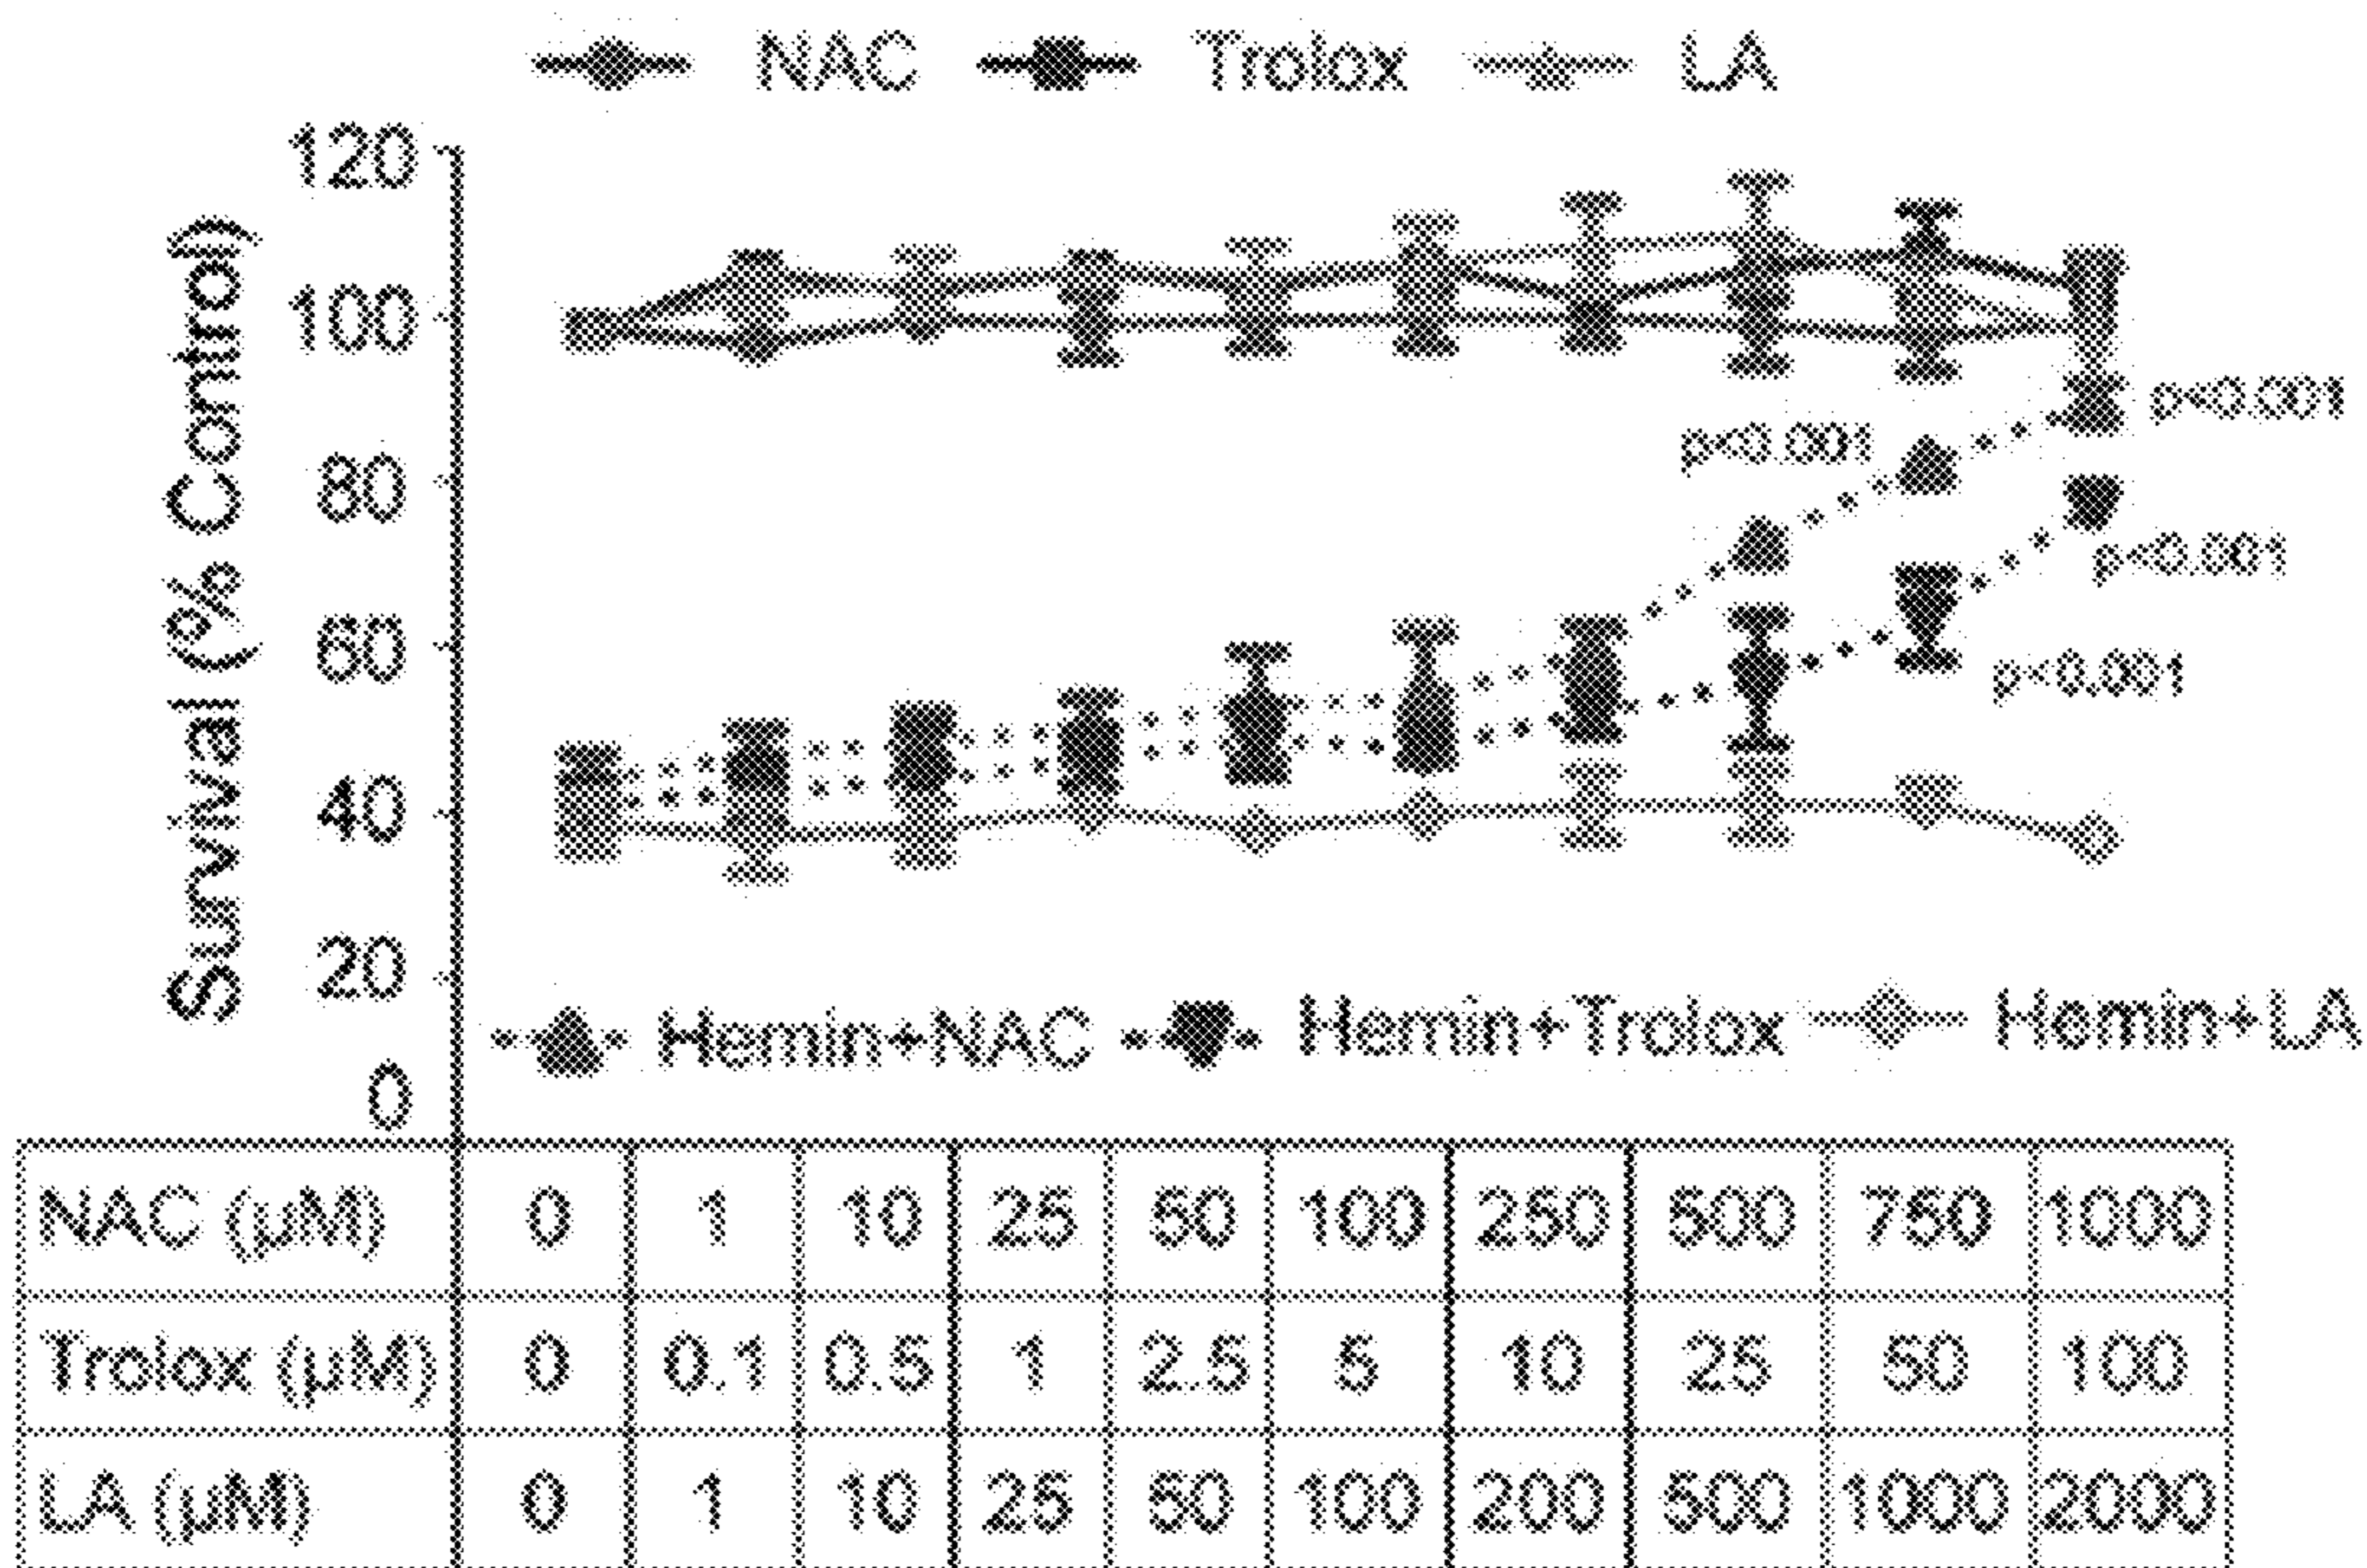 NAC Trolox LA
120
100
80
60
40
20
0
Survival (% Control)
p<0.001
p<0.001
p<0.001
p<0.001
Hemin+NAC Hemin+Trolox Hemin+LA
NAC (µM) 0 1 10 25 50 100 250 500 750 1000
Trolox (µM) 0 0.1 0.5 1 2.5 5 10 25 50 100
LA (µM) 0 1 10 25 50 100 200 500 1000 2000